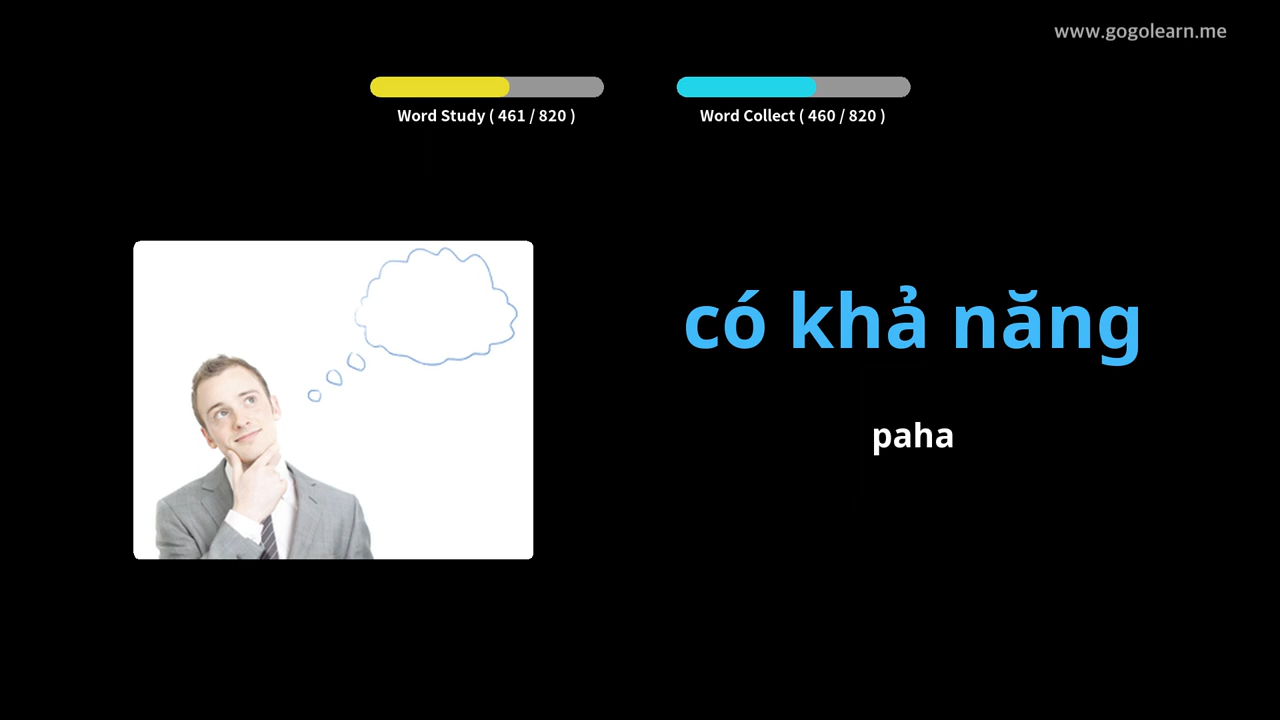 www.gogolearn.me
Word Study ( 461 / 820 )
Word Collect ( 460 / 820 )
có khả năng
paha